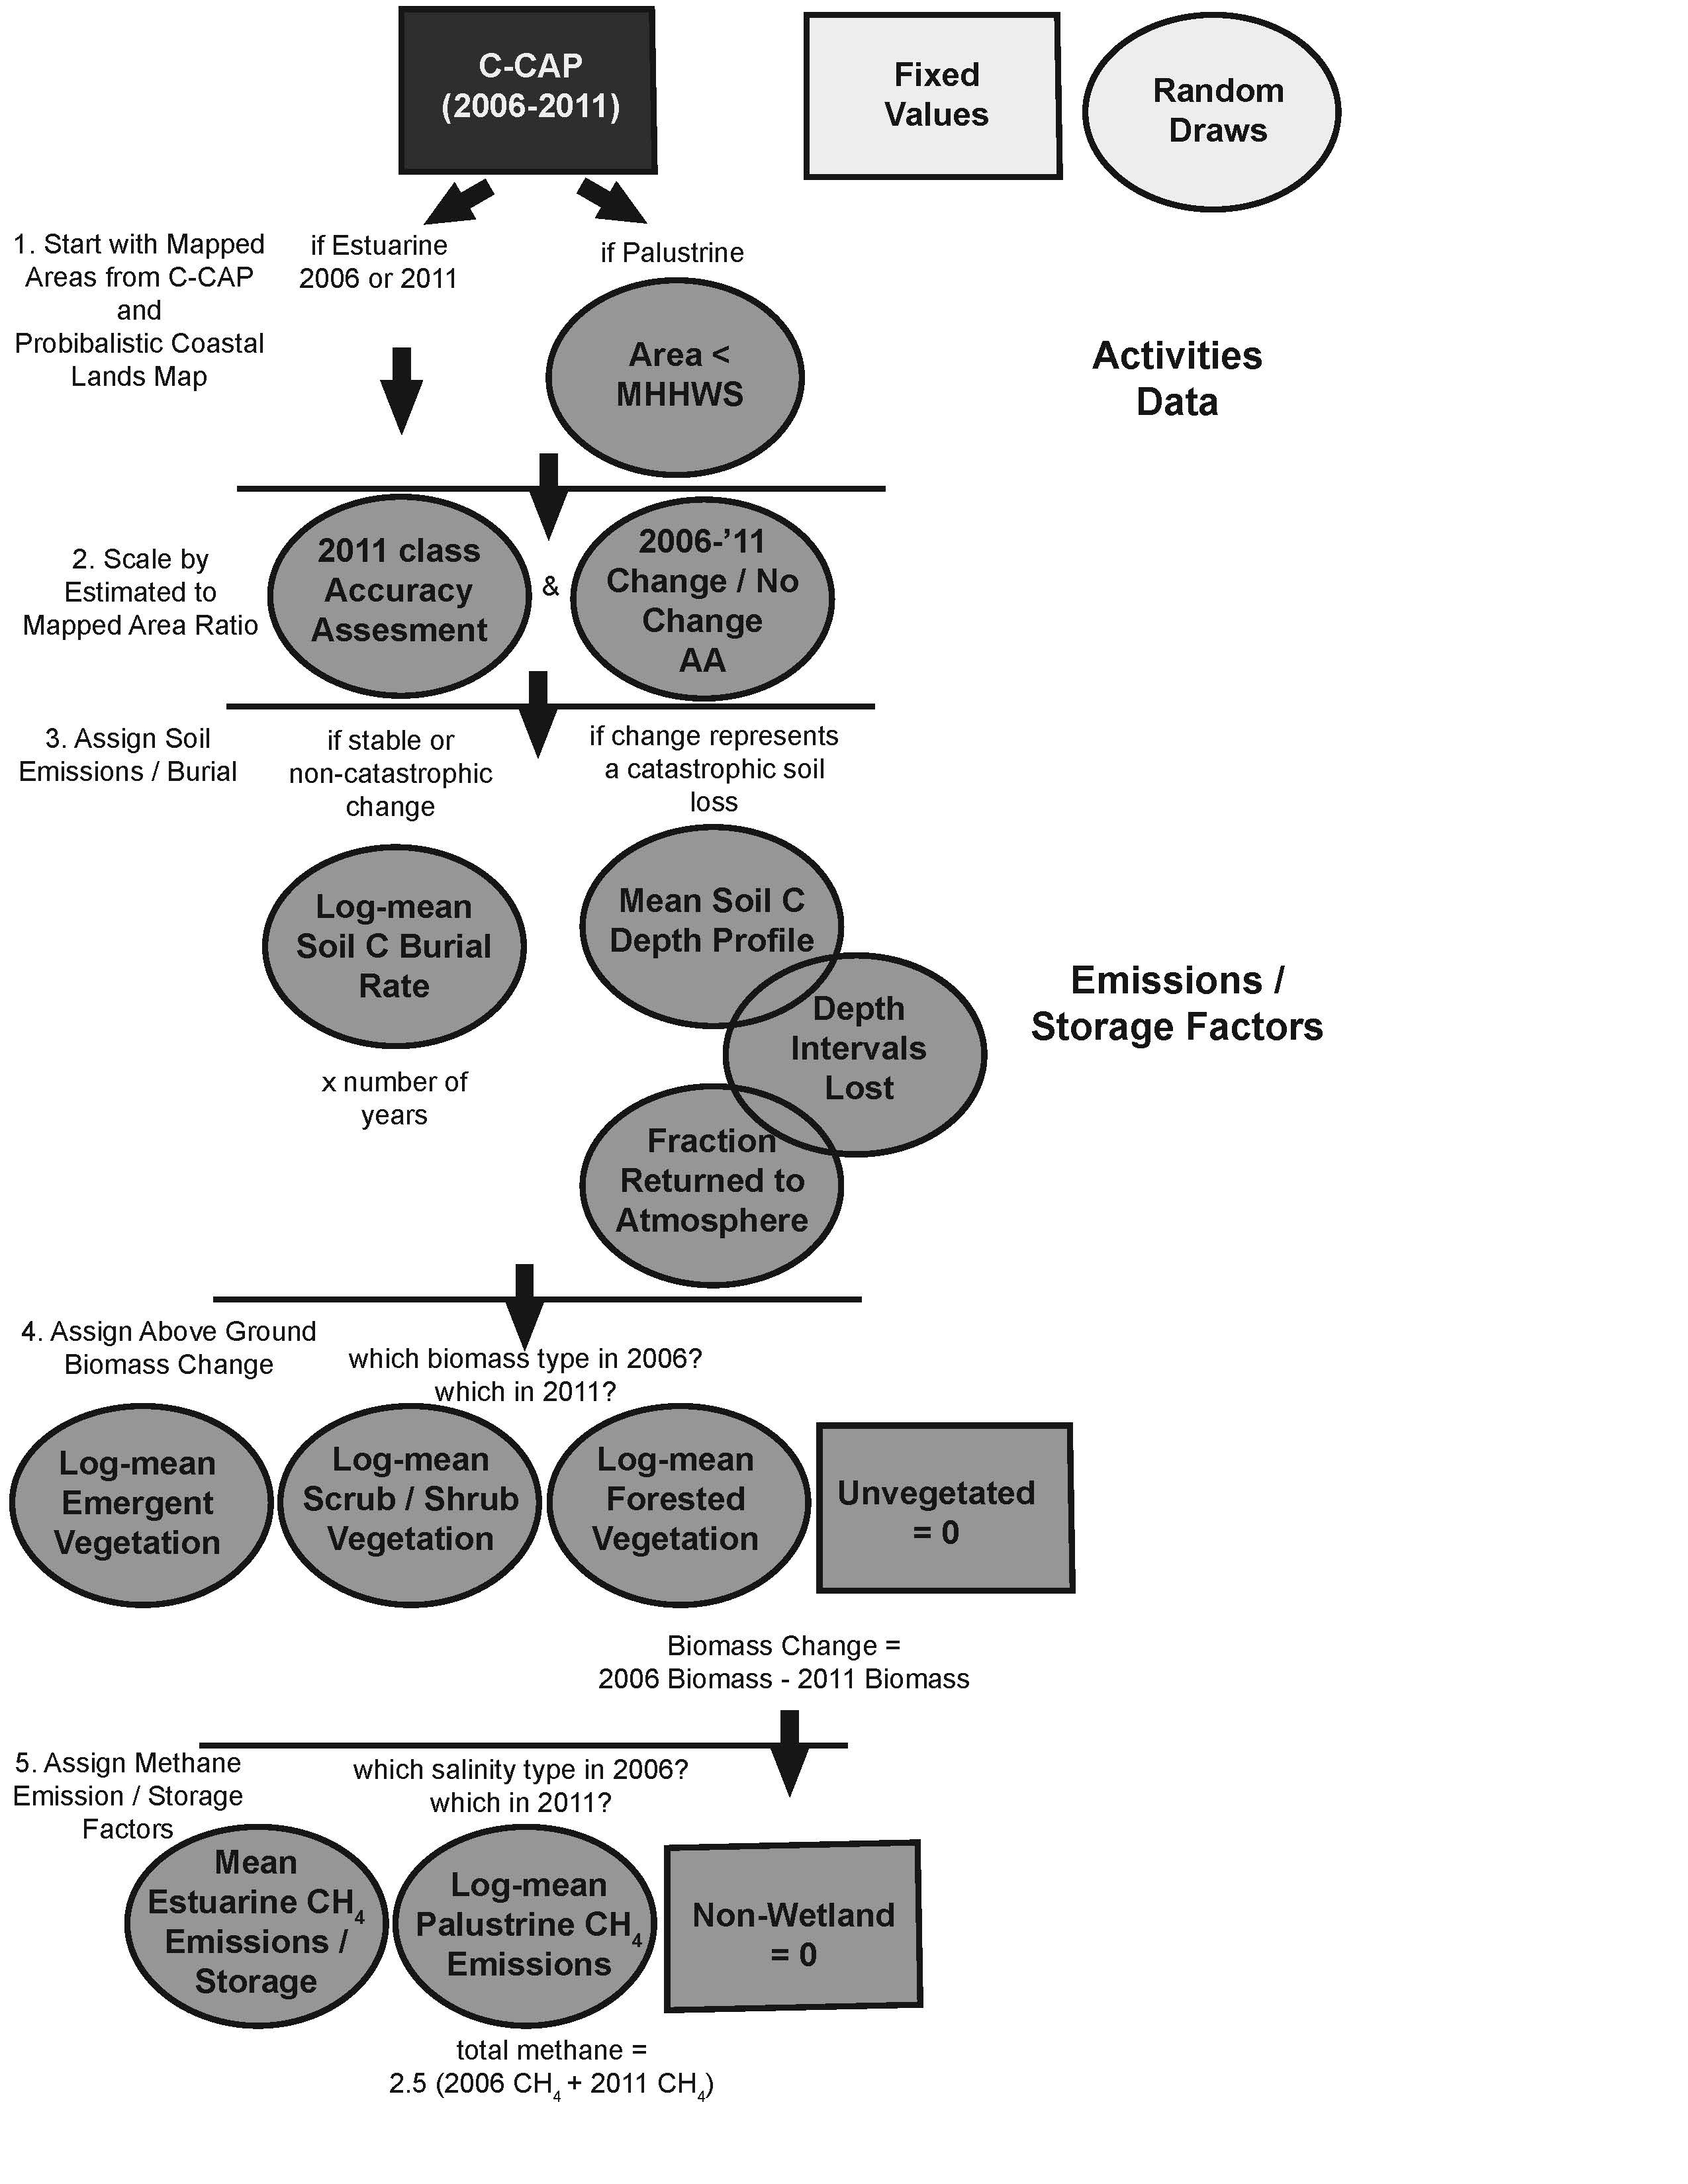 C-CAP
(2006-2011)
Fixed
Values
Random
Draws
1. Start with Mapped
Areas from C-CAP
and
Probibalistic Coastal
Lands Map
if Estuarine
2006 or 2011
if Palustrine
Area <
MHHWS
Activities
Data
2. Scale by
Estimated to
Mapped Area Ratio
2011 class
Accuracy
Assesment
&
2006-’11
Change / No
Change
AA
3. Assign Soil
Emissions / Burial
if stable or
non-catastrophic
change
if change represents
a catastrophic soil
loss
Log-mean
Soil C Burial
Rate
x number of
years
Mean Soil C
Depth Profile
Depth
Intervals
Lost
Fraction
Returned to
Atmosphere
Emissions /
Storage Factors
4. Assign Above Ground
Biomass Change
which biomass type in 2006?
which in 2011?
Log-mean
Emergent
Vegetation
Log-mean
Scrub / Shrub
Vegetation
Log-mean
Forested
Vegetation
Unvegetated
= 0
Biomass Change =
2006 Biomass - 2011 Biomass
5. Assign Methane
Emission / Storage
Factors
which salinity type in 2006?
which in 2011?
Mean
Estuarine CH4
Emissions /
Storage
Log-mean
Palustrine CH4
Emissions
Non-Wetland
= 0
total methane =
2.5 (2006 CH4 + 2011 CH4)